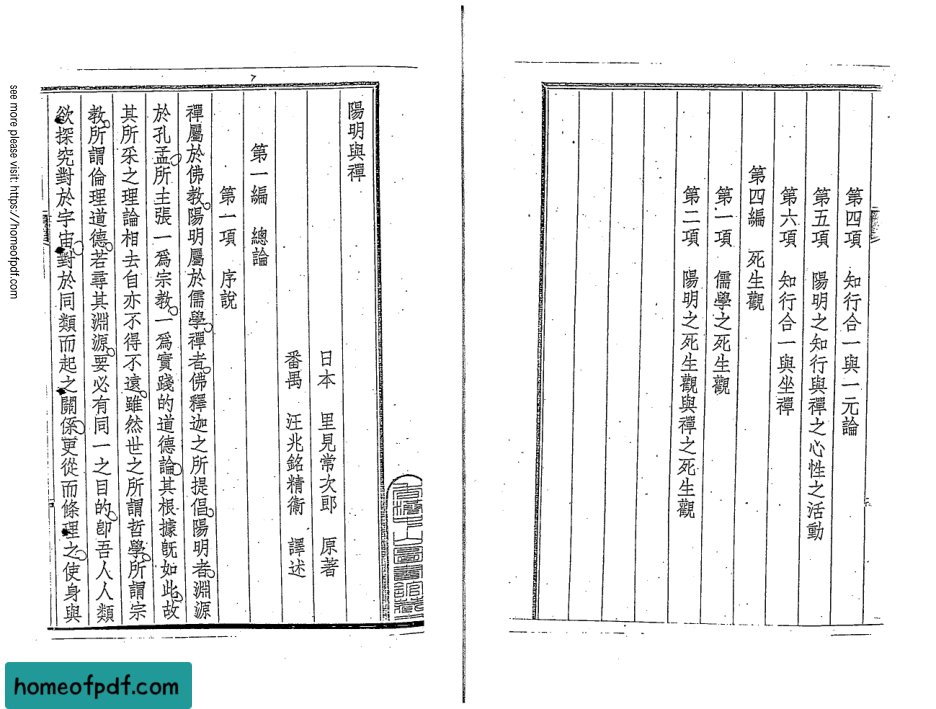 第四項　知行合一與一元論
第五項　陽明之知行與禪之心性之活動
第六項　知行合一與坐禪
第四編　死生觀
第一項　儒學之死生觀
第二項　陽明之死生觀與禪之死生觀
陽明與禪
日本　里見常次郎　原著
番禺　汪兆銘精衞　譯述
第一編　總論
第一項　序說
禪屬於佛教。陽明屬於儒學。禪者。佛釋迦之所提倡。陽明者。淵源
於孔孟。所主張一爲宗教。一爲實踐的道德論。其根據旣如此。故
其所采之理論相去自亦不得不遠。雖然世之所謂哲學。所謂宗
教。所謂倫理道德。若尋其淵源。要必有同一之目的。卽吾人人類
欲探究對於宇宙。對於同類而起之關係。更從而條理之。使身與
see more please visit: https://homeofpdf.com
homeofpdf.com